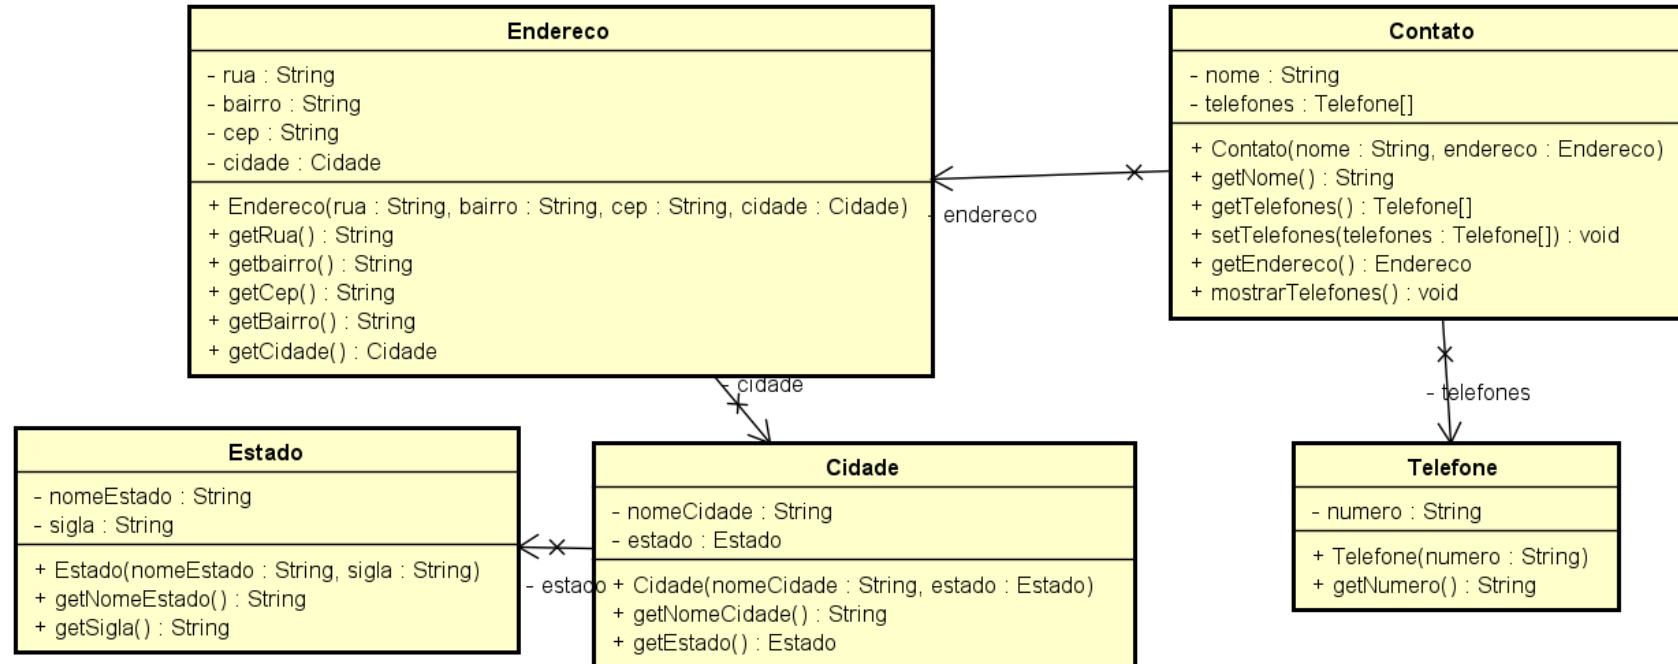 Endereco
- rua : String
- bairro : String
- cep : String
- cidade : Cidade
+ Endereco(rua : String, bairro : String, cep : String, cidade : Cidade)
+ getRua() : String
+ getbairro() : String
+ getCep() : String
+ getBairro() : String
+ getCidade() : Cidade
Contato
- nome : String
- telefones : Telefone[]
+ Contato(nome : String, endereco : Endereco)
+ getNome() : String
+ getTelefones() : Telefone[]
+ setTelefones(telefones : Telefone[]) : void
+ getEndereco() : Endereco
+ mostrarTelefones() : void
- endereco
- cidade
- telefones
Estado
- nomeEstado : String
- sigla : String
+ Estado(nomeEstado : String, sigla : String)
+ getNomeEstado() : String
+ getSigla() : String
- estado
Cidade
- nomeCidade : String
- estado : Estado
+ Cidade(nomeCidade : String, estado : Estado)
+ getNomeCidade() : String
+ getEstado() : Estado
Telefone
- numero : String
+ Telefone(numero : String)
+ getNumero() : String